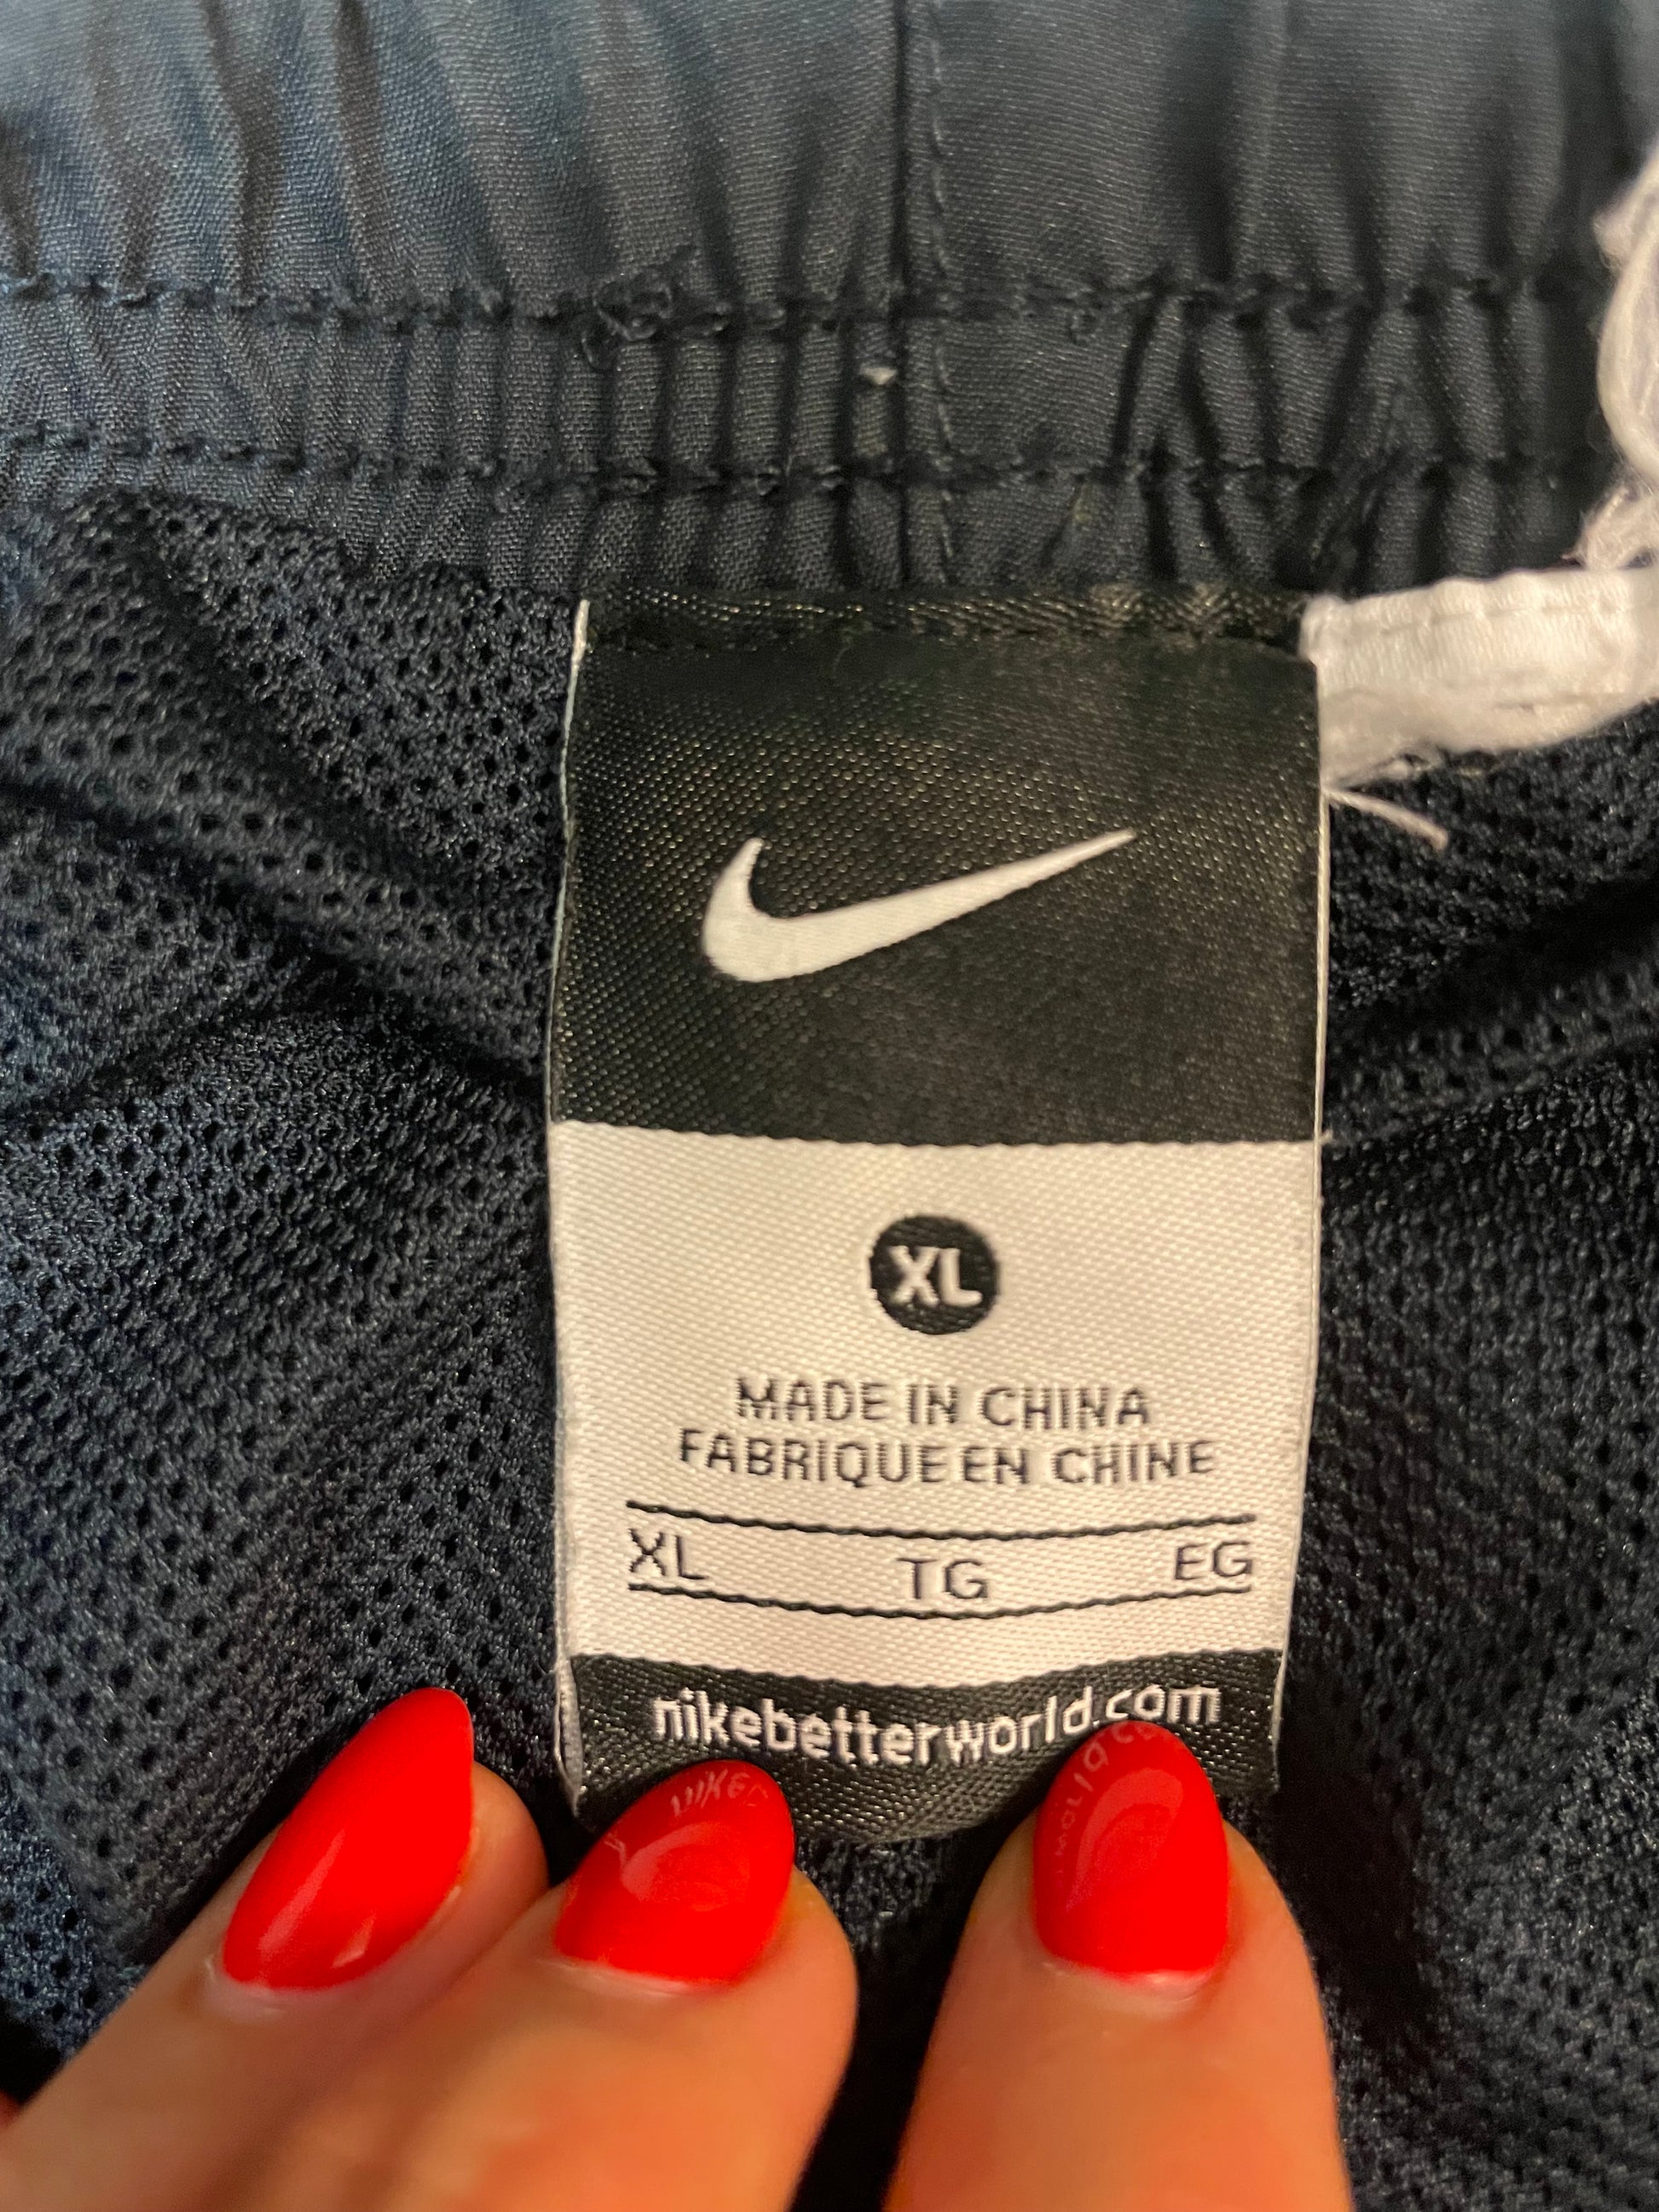 XL
MADE IN CHINA
FABRIQUE EN CHINE
XL TG EG
nikebetterworld.com